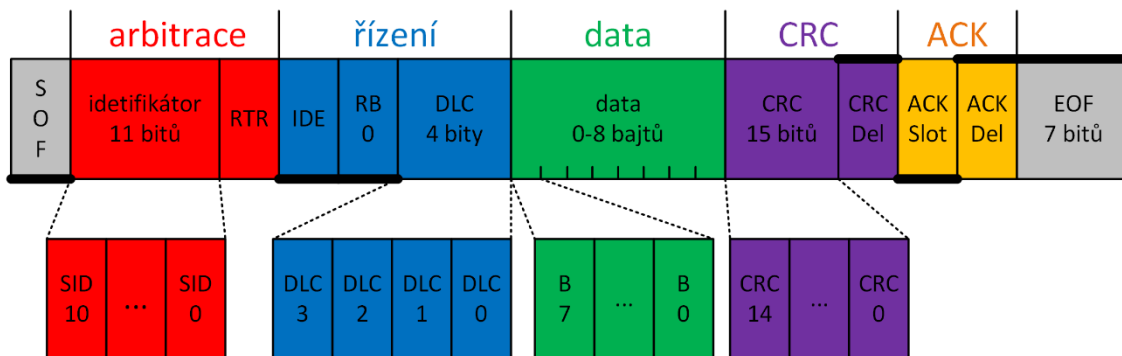 arbitrace řízení data CRC ACK
S
O
F
idetifikátor
11 bitů
RTR
IDE
RB
0
DLC
4 bity
data
0-8 bajtů
CRC
15 bitů
CRC
Del
ACK
Slot
ACK
Del
EOF
7 bitů
SID
10
...
SID
0
DLC
3
DLC
2
DLC
1
DLC
0
B
7
...
B
0
CRC
14
...
CRC
0